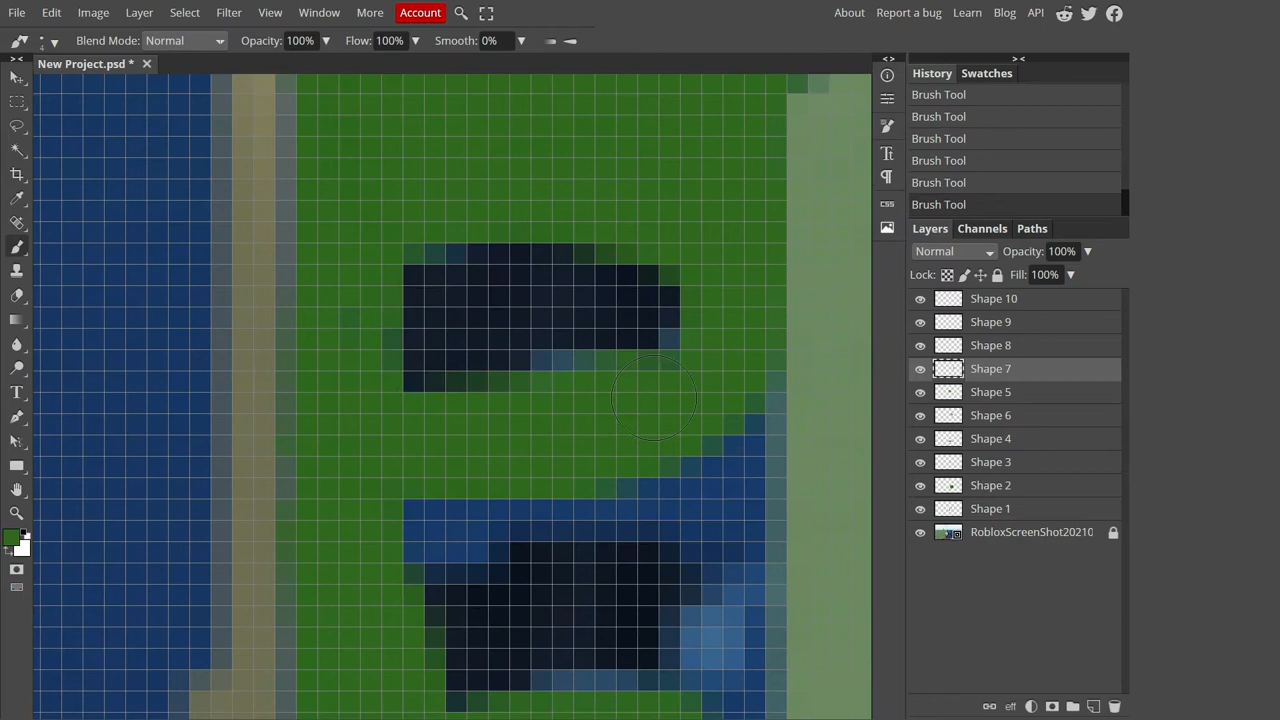 File Edit Image Layer Select Filter View Window More Account About Report a bug Learn Blog API
4 Blend Mode: Normal Opacity: 100% Flow: 100% Smooth: 0%
New Project.psd *
> < < > > <
History Swatches
Brush Tool
Brush Tool
Brush Tool
Brush Tool
Brush Tool
Brush Tool
CSS
Layers Channels Paths
Normal Opacity: 100%
Lock: Fill: 100%
Shape 10
Shape 9
Shape 8
Shape 7
Shape 5
Shape 6
Shape 4
Shape 3
Shape 2
Shape 1
RobloxScreenShot20210
eff